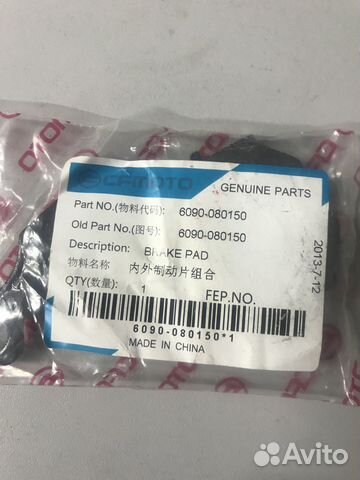 CFMOTO
GENUINE PARTS
Part NO.(物料代码): 6090-080150
Old Part No.(图号): 6090-080150
Description: BRAKE PAD
物料名称 内外制动片组合
QTY(数量): 1
FEP.NO.
2013-7-12
6090-080150*1
MADE IN CHINA
Avito